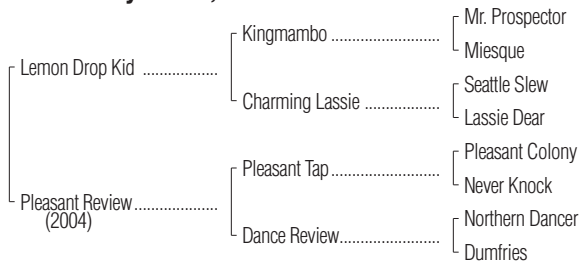 Mr. Prospector
Kingmambo
Miesque
Lemon Drop Kid
Seattle Slew
Charming Lassie
Lassie Dear
Pleasant Colony
Pleasant Tap
Never Knock
Pleasant Review
(2004)
Northern Dancer
Dance Review
Dumfries